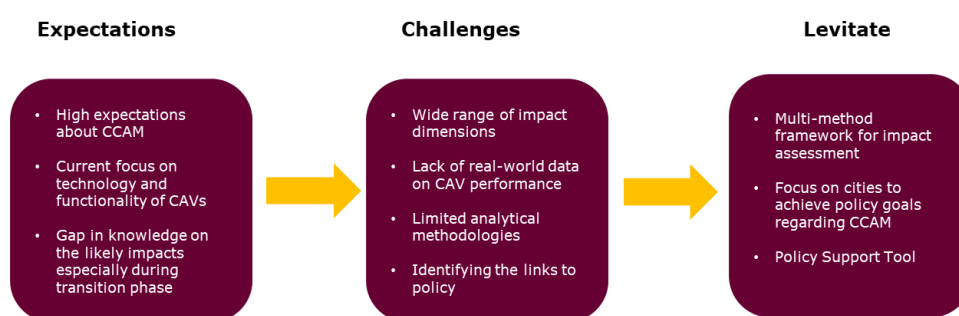 Expectations
• High expectations
about CCAM
• Current focus on
technology and
functionality of CAVs
• Gap in knowledge on
the likely impacts
especially during
transition phase
Challenges
• Wide range of impact
dimensions
• Lack of real-world data
on CAV performance
• Limited analytical
methodologies
• Identifying the links to
policy
Levitate
• Multi-method
framework for impact
assessment
• Focus on cities to
achieve policy goals
regarding CCAM
• Policy Support Tool